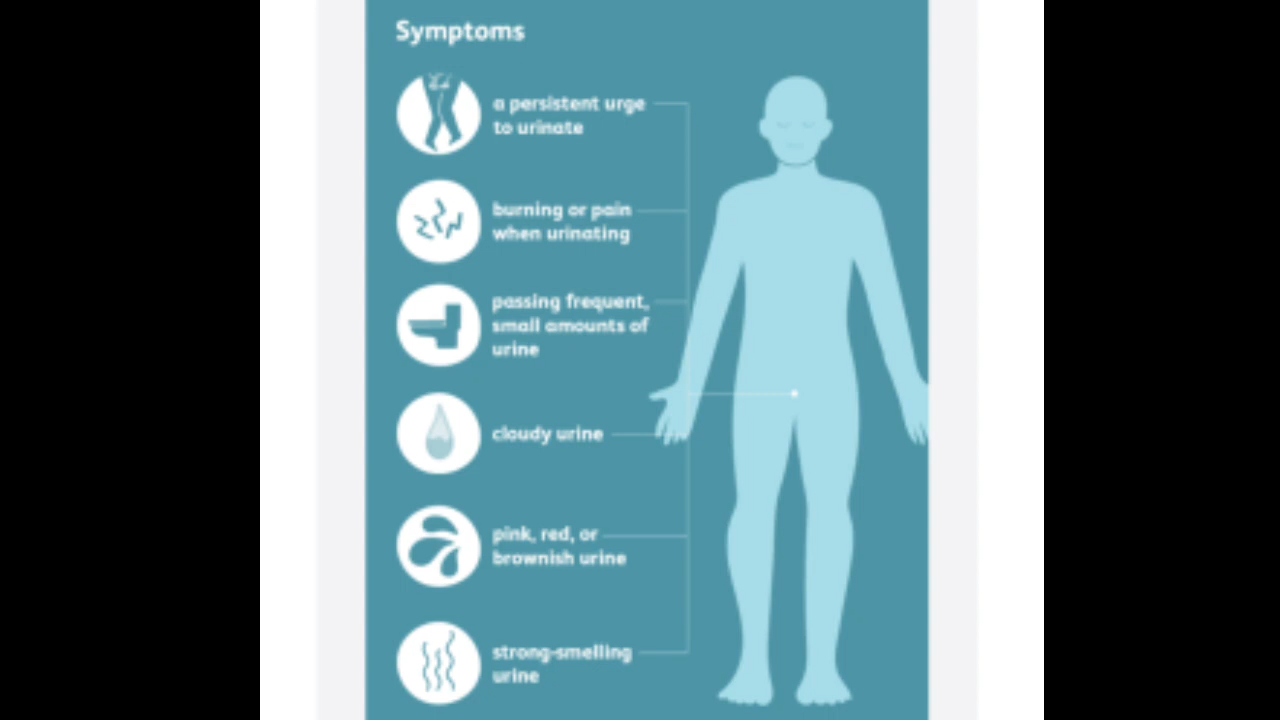 Symptoms
a persistent urge
to urinate
burning or pain
when urinating
passing frequent,
small amounts of
urine
cloudy urine
pink, red, or
brownish urine
strong-smelling
urine